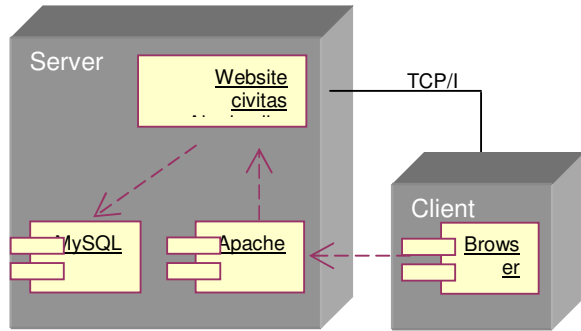 Server
Website
civitas
TCP/I
MySQL
Apache
Client
Brows
er